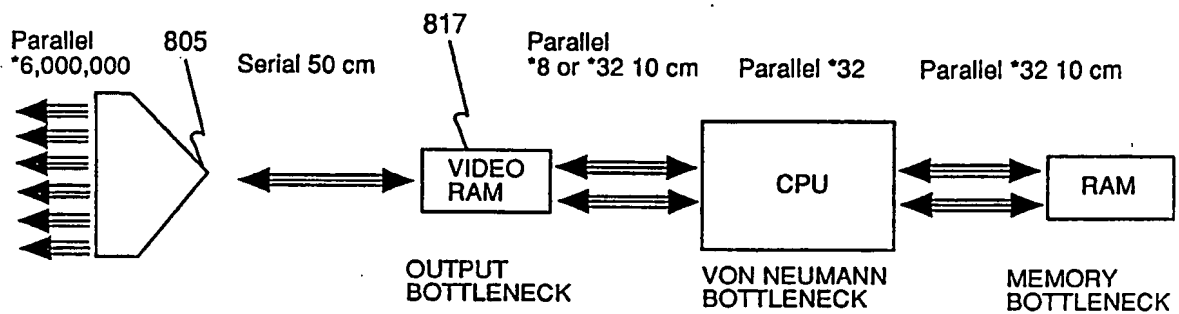 Parallel
*6,000,000
805
Serial 50 cm
817
Parallel
*8 or *32 10 cm
Parallel *32
Parallel *32 10 cm
VIDEO
RAM
CPU
RAM
OUTPUT
BOTTLENECK
VON NEUMANN
BOTTLENECK
MEMORY
BOTTLENECK